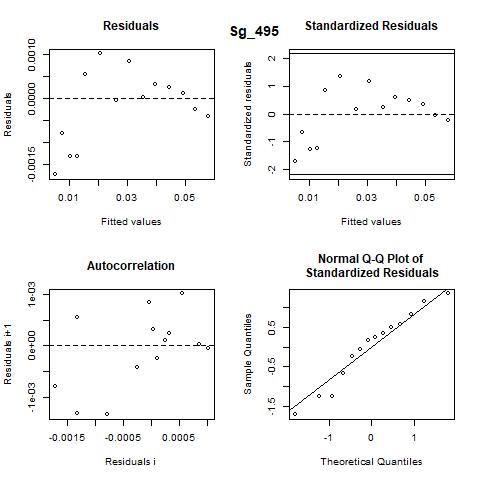 Sg_495
Residuals
0.0010
0.0000
-0.0015
Residuals
0.01
0.03
0.05
Fitted values
Standardized Residuals
2
1
0
-1
-2
Standardized residuals
0.01
0.03
0.05
Fitted values
Autocorrelation
1e-03
0e+00
-1e-03
Residuals i+1
-0.0015
-0.0005
0.0005
Residuals i
Normal Q-Q Plot of
Standardized Residuals
0.5
-0.5
-1.5
Sample Quantiles
-1
0
1
Theoretical Quantiles